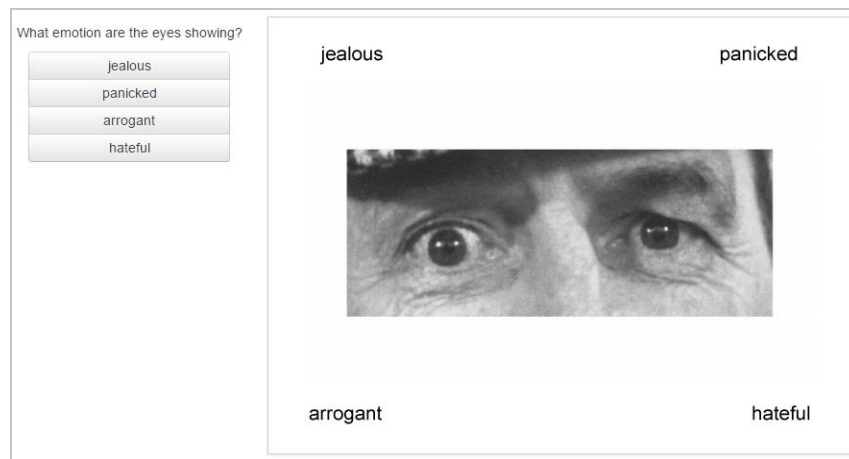 What emotion are the eyes showing?
jealous
panicked
arrogant
hateful
jealous panicked
arrogant hateful